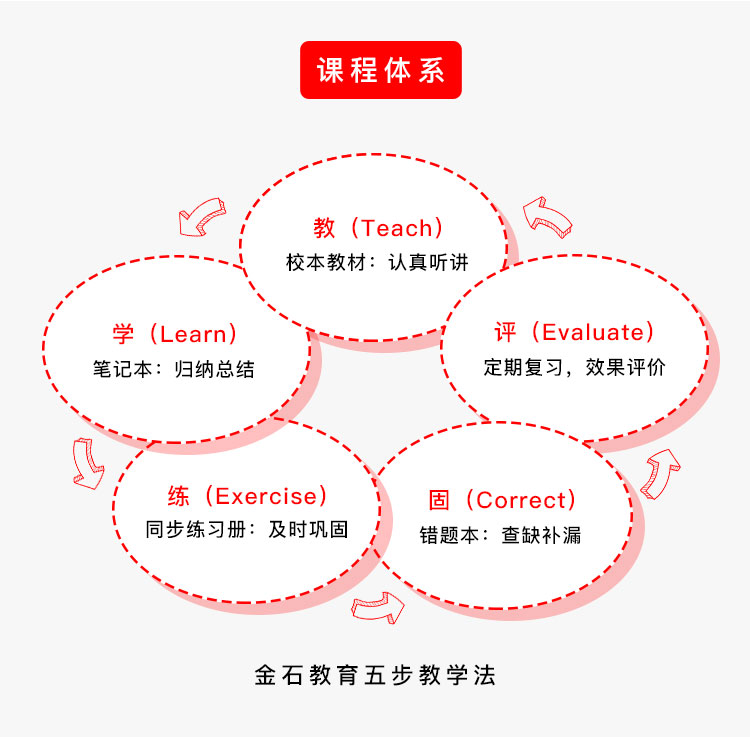 课程体系
教（Teach）
校本教材：认真听讲
学（Learn）
笔记本：归纳总结
评（Evaluate）
定期复习，效果评价
练（Exercise）
同步练习册：及时巩固
固（Correct）
错题本：查缺补漏
金石教育五步教学法